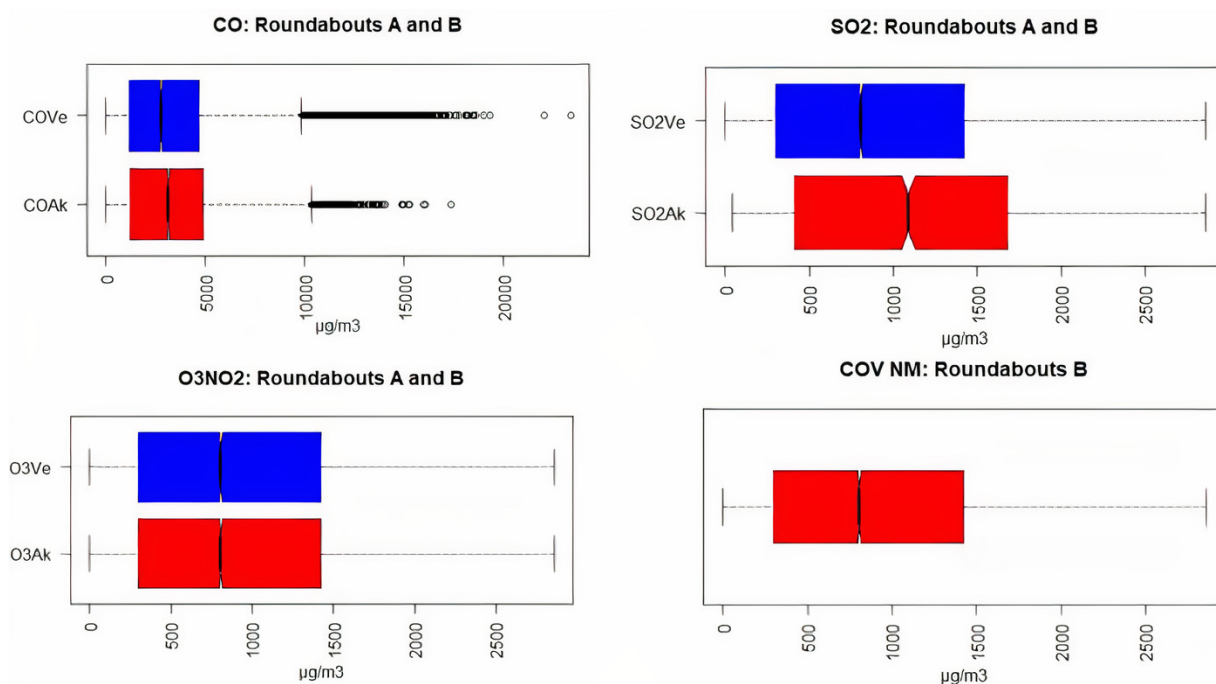 CO: Roundabouts A and B
COVe
COAk
0 5000 10000 15000 20000
µg/m3
SO2: Roundabouts A and B
SO2Ve
SO2Ak
0 500 1000 1500 2000 2500
µg/m3
O3NO2: Roundabouts A and B
O3Ve
O3Ak
0 500 1000 1500 2000 2500
µg/m3
COV NM: Roundabouts B
0 500 1000 1500 2000 2500
µg/m3